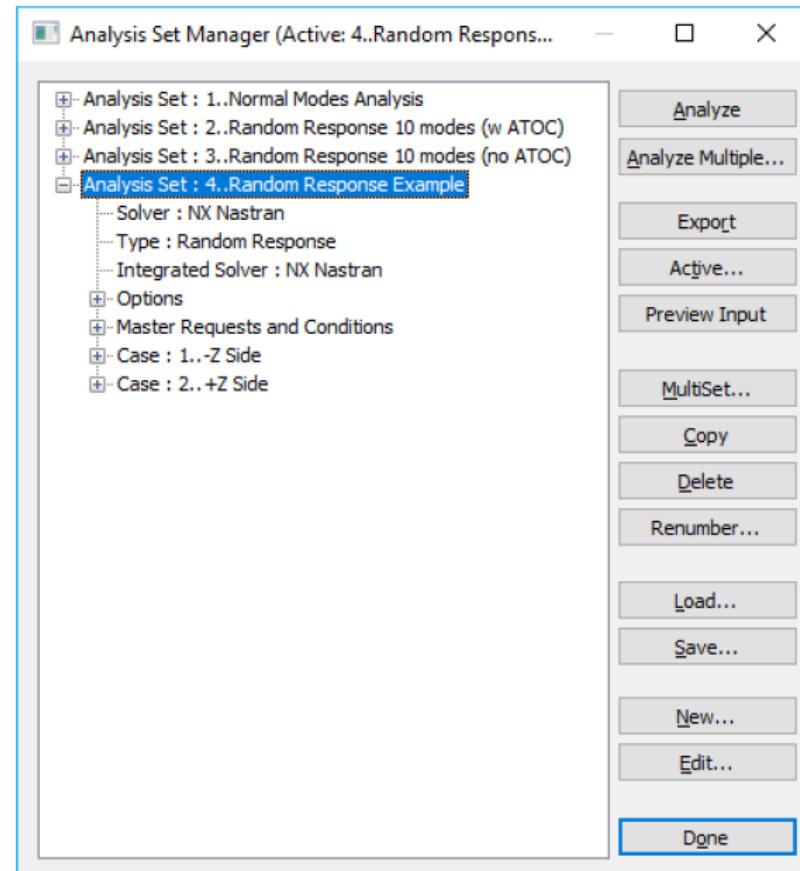 Analysis Set Manager (Active: 4..Random Respons...
Analysis Set : 1..Normal Modes Analysis
Analysis Set : 2..Random Response 10 modes (w ATOC)
Analysis Set : 3..Random Response 10 modes (no ATOC)
Analysis Set : 4..Random Response Example
Solver : NX Nastran
Type : Random Response
Integrated Solver : NX Nastran
Options
Master Requests and Conditions
Case : 1..-Z Side
Case : 2..+Z Side
Analyze
Analyze Multiple...
Export
Active...
Preview Input
MultiSet...
Copy
Delete
Renumber...
Load...
Save...
New...
Edit...
Done